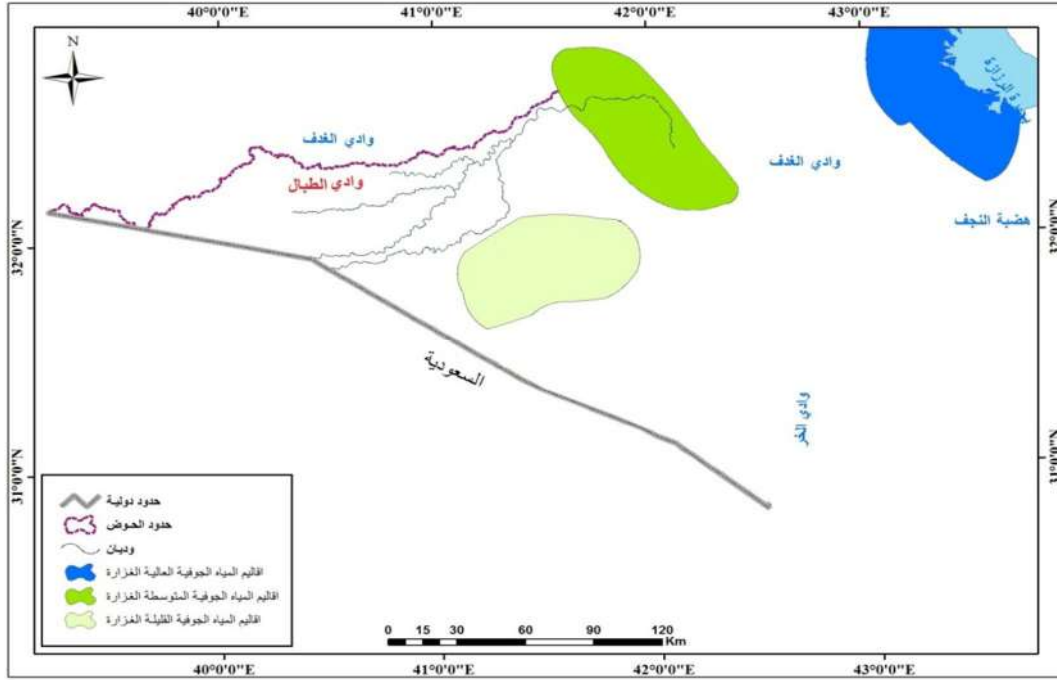 40°0'0"E 41°0'0"E 42°0'0"E 43°0'0"E
N
بحيرة الرزازة
وادي الغدف
وادي الغدف
وادي الطبال
هضبة النجف
32°0'0"N
32°0'0"N
السعودية
وادي الخر
31°0'0"N
31°0'0"N
حدود دولية
حدود الحوض
وديان
اقاليم المياه الجوفية العالية الغزارة
اقاليم المياه الجوفية المتوسطة الغزارة
اقاليم المياه الجوفية القليلة الغزارة
0 15 30 60 90 120
Km
40°0'0"E 41°0'0"E 42°0'0"E 43°0'0"E